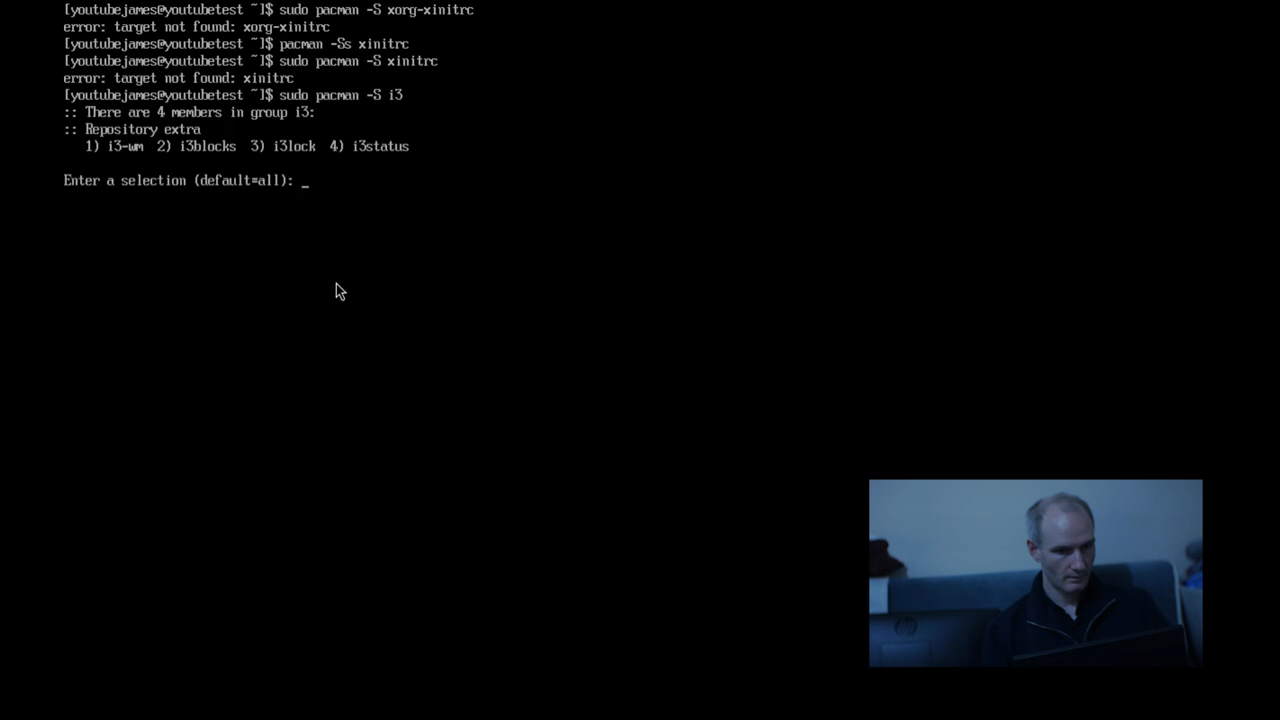 [youtubejames@youtubetest ~]$ sudo pacman -S xorg-xinitrc
error: target not found: xorg-xinitrc
[youtubejames@youtubetest ~]$ pacman -Ss xinitrc
[youtubejames@youtubetest ~]$ sudo pacman -S xinitrc
error: target not found: xinitrc
[youtubejames@youtubetest ~]$ sudo pacman -S i3
:: There are 4 members in group i3:
:: Repository extra
   1) i3-wm  2) i3blocks  3) i3lock  4) i3status
Enter a selection (default=all): _
hp